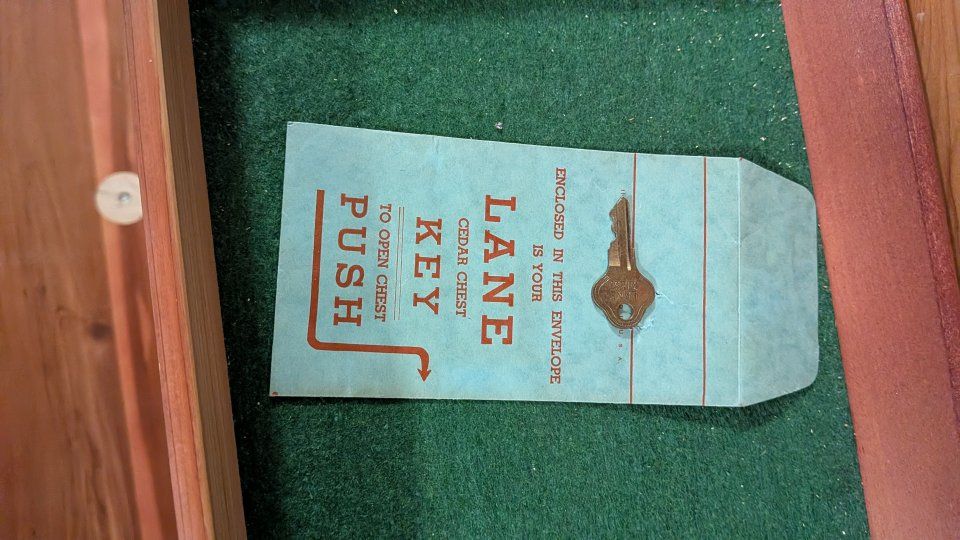 U. S. A.
ENCLOSED IN THIS ENVELOPE
IS YOUR
LANE
CEDAR CHEST
KEY
TO OPEN CHEST
PUSH